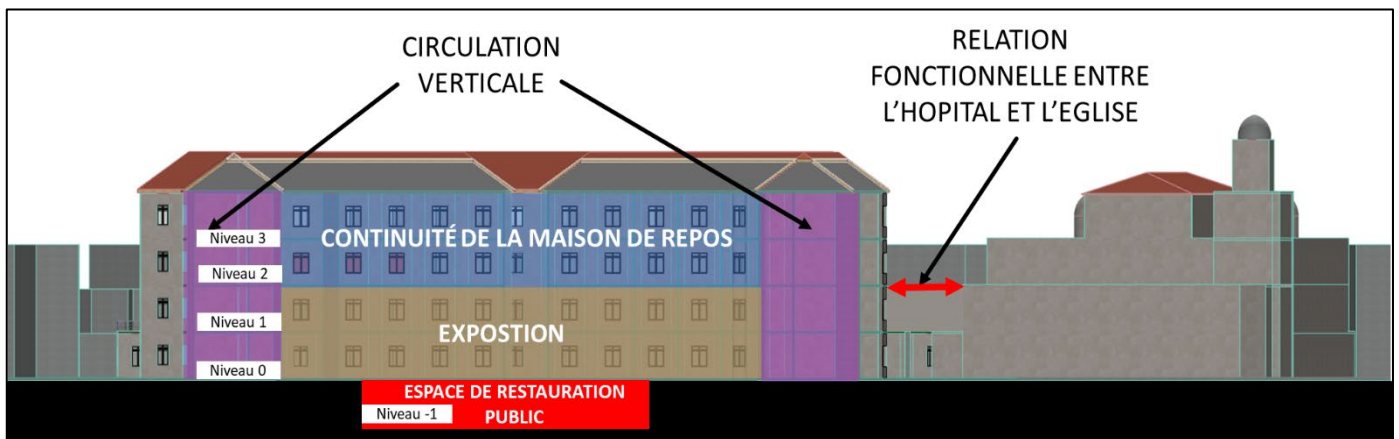 CIRCULATION
VERTICALE
RELATION
FONCTIONNELLE ENTRE
L'HOPITAL ET L'EGLISE
Niveau 3
CONTINUITÉ DE LA MAISON DE REPOS
Niveau 2
Niveau 1
EXPOSTION
Niveau 0
ESPACE DE RESTAURATION
Niveau -1
PUBLIC